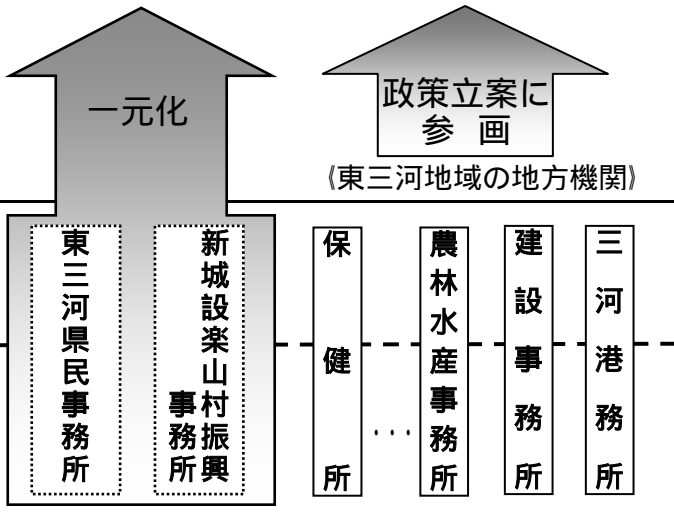 一元化
政策立案に
参 画
《東三河地域の地方機関》
東三河県民事務所
新城設楽山村振興
事務所
保健所
…
農林水産事務所
建設事務所
三河港務所